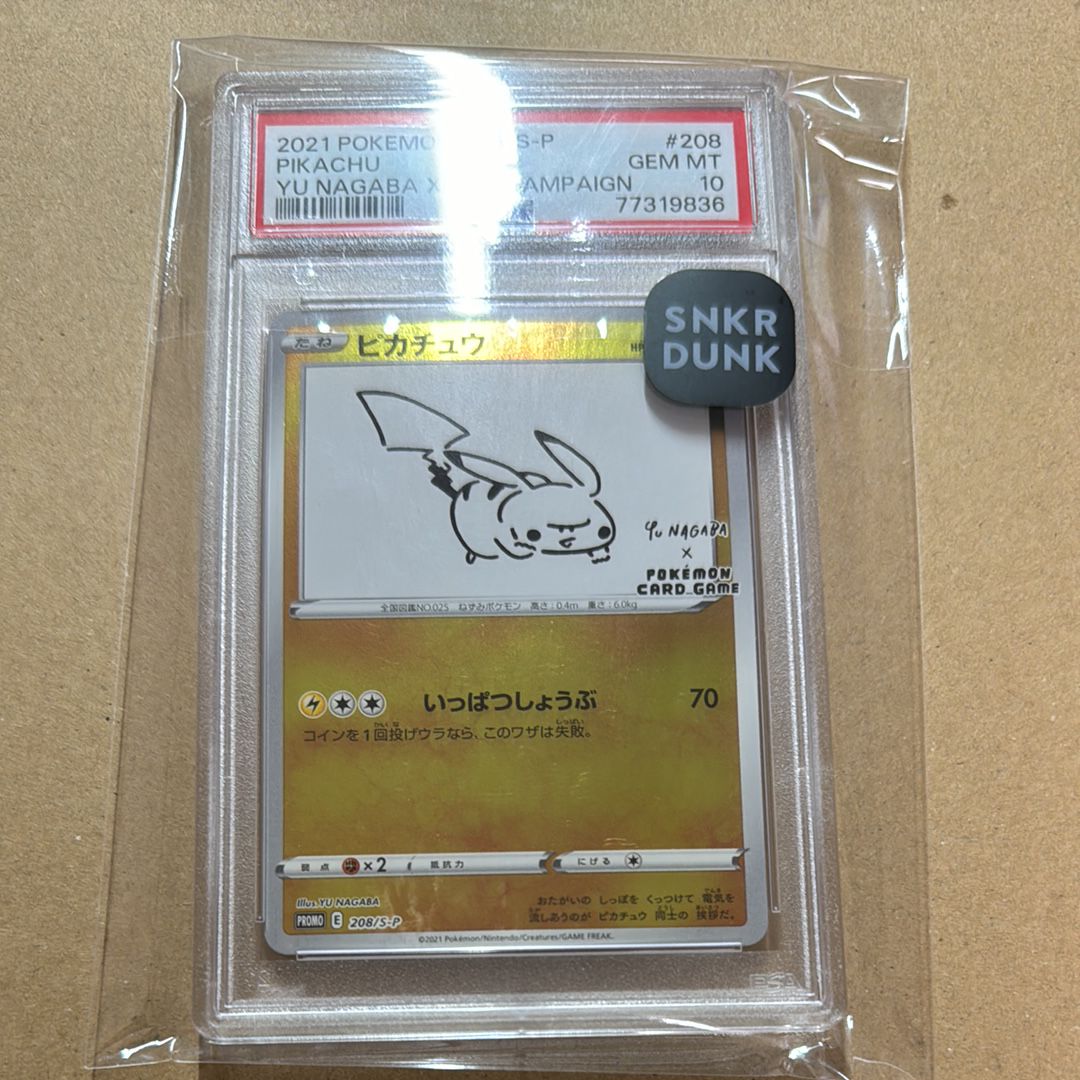 2021 POKEMO S-P #208
PIKACHU GEM MT
YU NAGABA X AMPAIGN 10
77319836
SNKR
DUNK
たね ピカチュウ HP
Yu NAGABA
×
POKÉMON
CARD_GAME
全国図鑑NO.025 ねずみポケモン 高さ:0.4m 重さ:6.0kg
いっぱつしょうぶ 70
コインを1回投げウラなら、このワザは失敗。
弱点 ×2 抵抗力 にげる
Illus. YU NAGABA
おたがいの しっぽを くっつけて 電気を
流しあうのが ピカチュウ 同士の 挨拶だ。
PROMO E 208/S-P
©2021 Pokémon/Nintendo/Creatures/GAME FREAK.
PSA